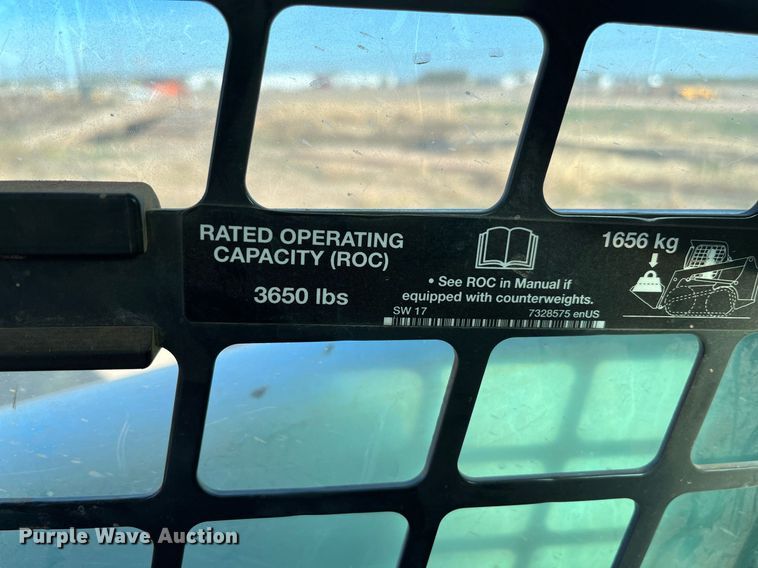 RATED OPERATING
CAPACITY (ROC)
3650 lbs
• See ROC in Manual if
equipped with counterweights.
SW 17
7328575 enUS
1656 kg
Purple Wave Auction